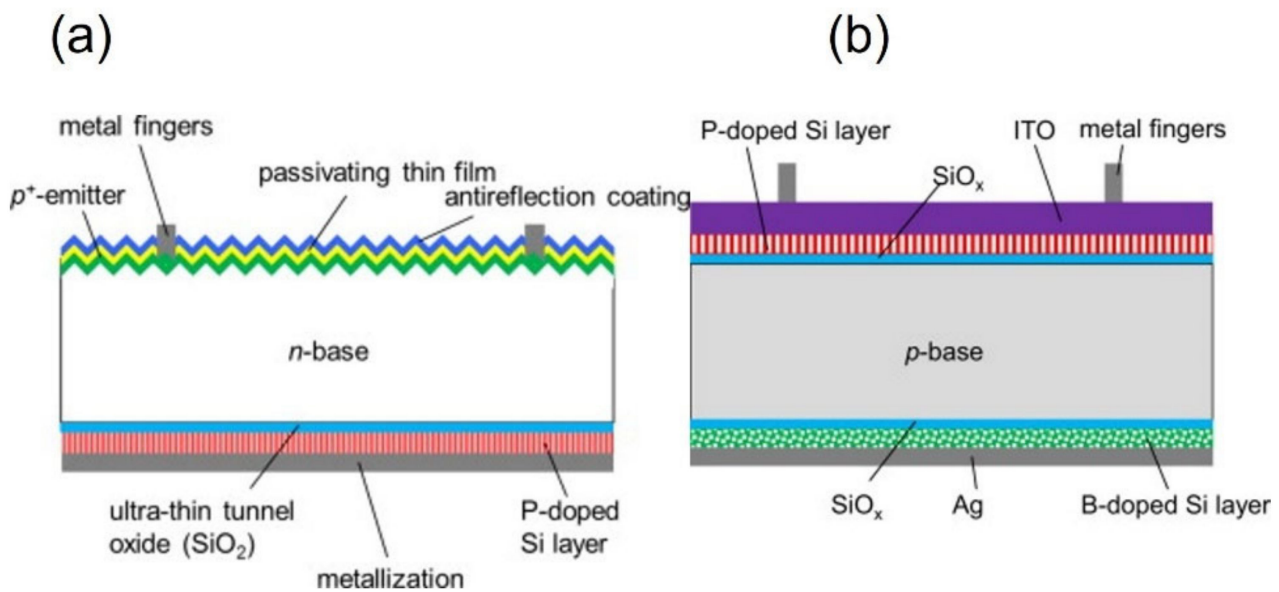 (a)
(b)
metal fingers
p⁺-emitter
passivating thin film
antireflection coating
n-base
ultra-thin tunnel
oxide (SiO₂)
P-doped
Si layer
metallization
P-doped Si layer
ITO
metal fingers
SiOₓ
p-base
SiOₓ
Ag
B-doped Si layer